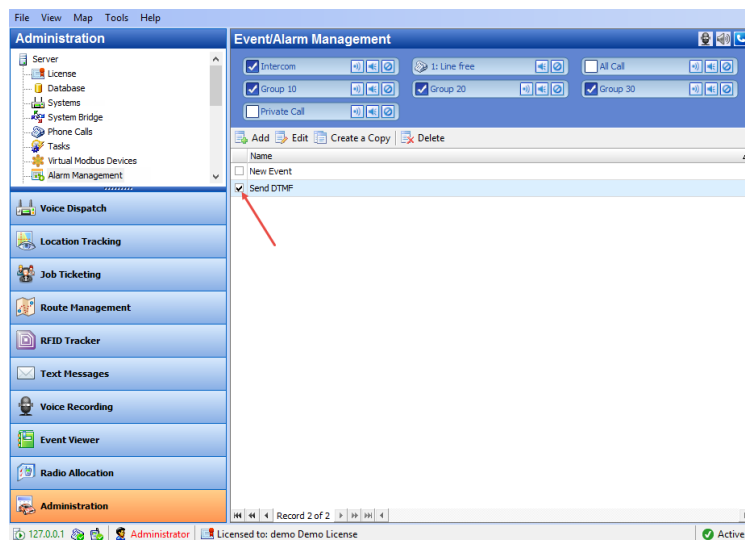 File View Map Tools Help
Administration
Server
License
Database
Systems
System Bridge
Phone Calls
Tasks
Virtual Modbus Devices
Alarm Management
Voice Dispatch
Location Tracking
Job Ticketing
Route Management
RFID Tracker
Text Messages
Voice Recording
Event Viewer
Radio Allocation
Administration
Event/Alarm Management
Intercom
1: Line free
All Call
Group 10
Group 20
Group 30
Private Call
Add Edit Create a Copy Delete
Name
New Event
Send DTMF
Record 2 of 2
127.0.0.1 Administrator Licensed to: demo Demo License Active